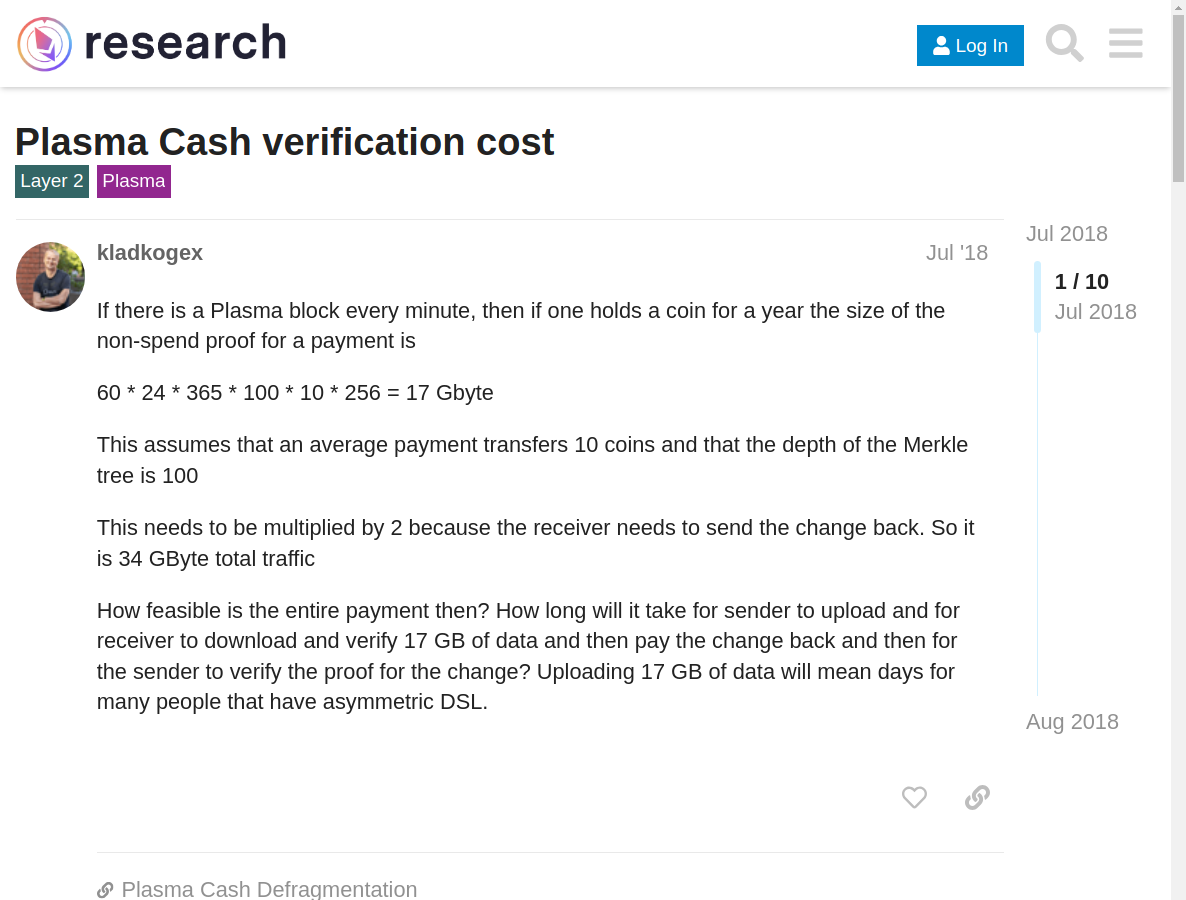 research
Log In
Plasma Cash verification cost
Layer 2 Plasma
kladkogex
Jul '18
If there is a Plasma block every minute, then if one holds a coin for a year the size of the
non-spend proof for a payment is
60 * 24 * 365 * 100 * 10 * 256 = 17 Gbyte
This assumes that an average payment transfers 10 coins and that the depth of the Merkle
tree is 100
This needs to be multiplied by 2 because the receiver needs to send the change back. So it
is 34 GByte total traffic
How feasible is the entire payment then? How long will it take for sender to upload and for
receiver to download and verify 17 GB of data and then pay the change back and then for
the sender to verify the proof for the change? Uploading 17 GB of data will mean days for
many people that have asymmetric DSL.
Plasma Cash Defragmentation
Jul 2018
1 / 10
Jul 2018
Aug 2018